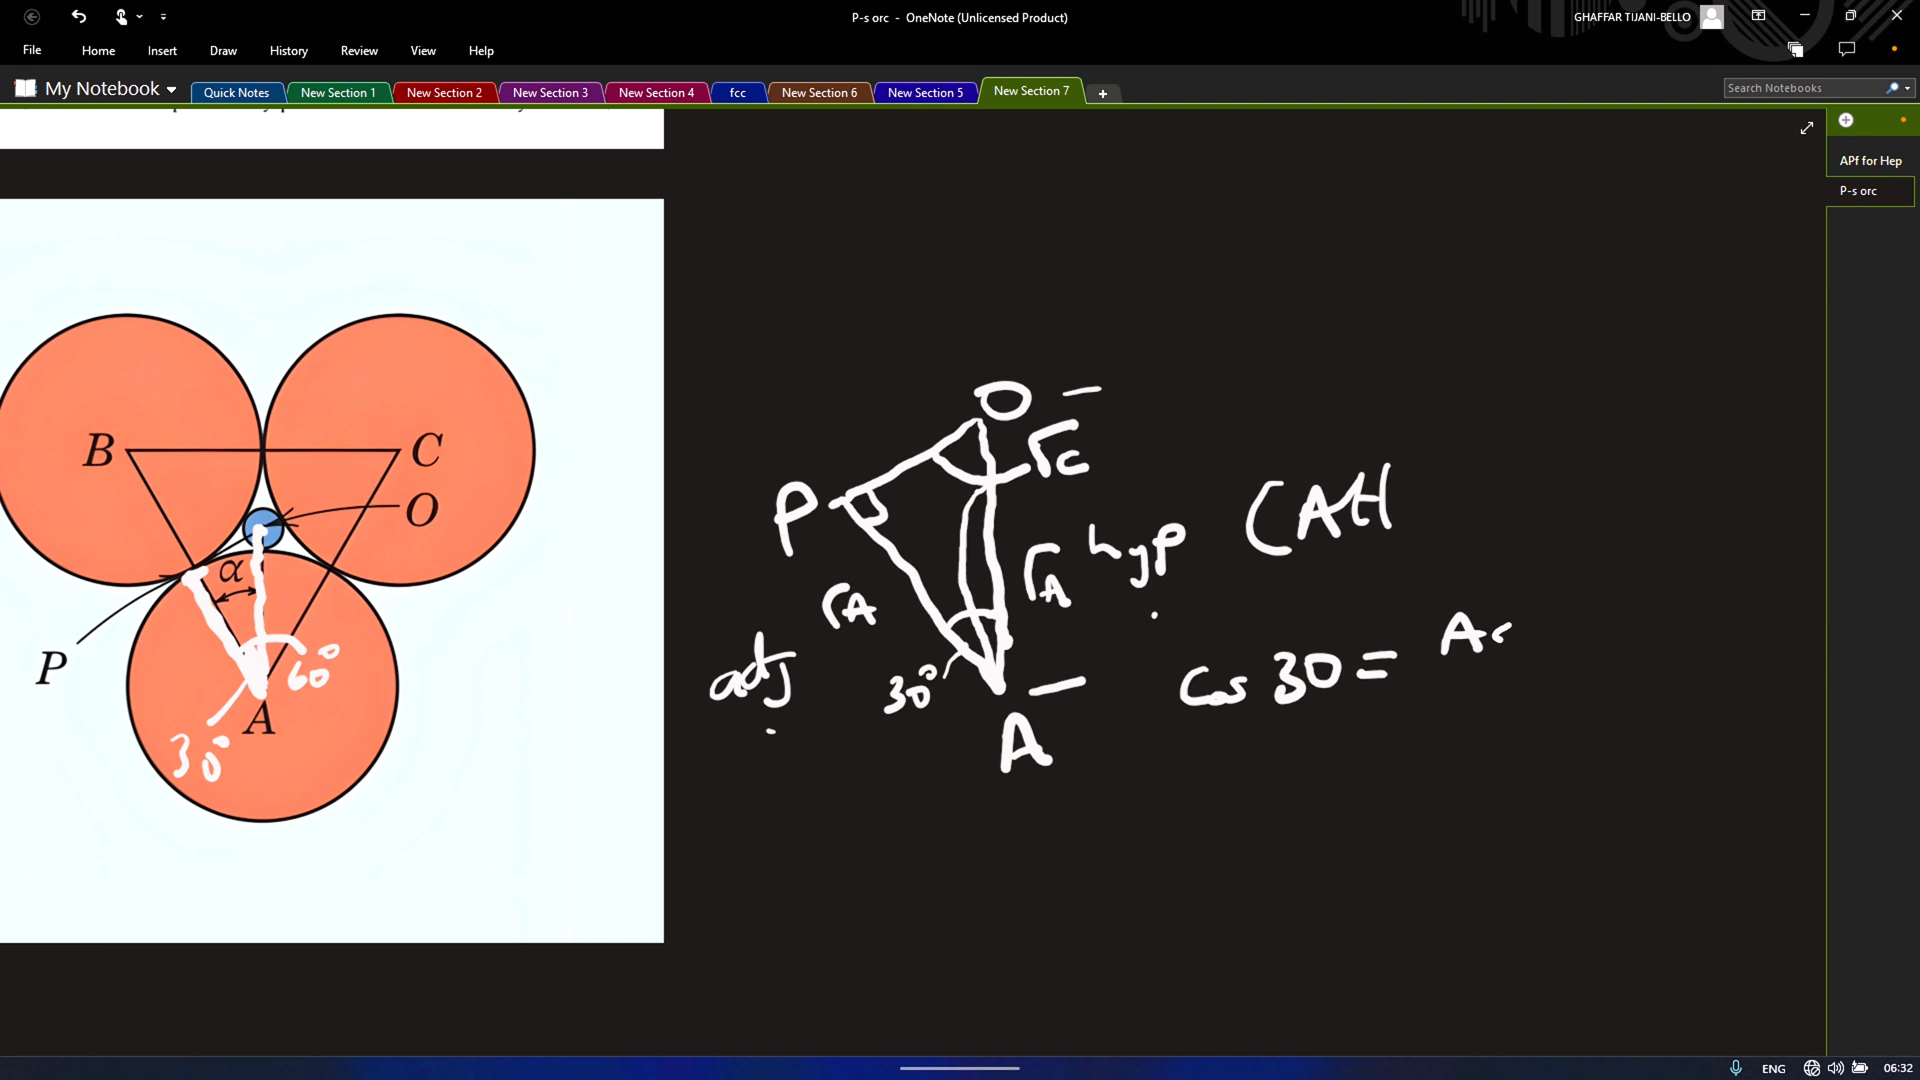 P-s orc - OneNote (Unlicensed Product)
GHAFFAR TIJANI-BELLO
File Home Insert Draw History Review View Help
My Notebook
Quick Notes New Section 1 New Section 2 New Section 3 New Section 4 fcc New Section 6 New Section 5 New Section 7
Search Notebooks
APf for Hep
P-s orc
B
C
O
α
P
A
60°
30°
O
rc
P
rA
rA
hyp
CAH
adj
30°
A
Cos 30 =
ENG
06:32